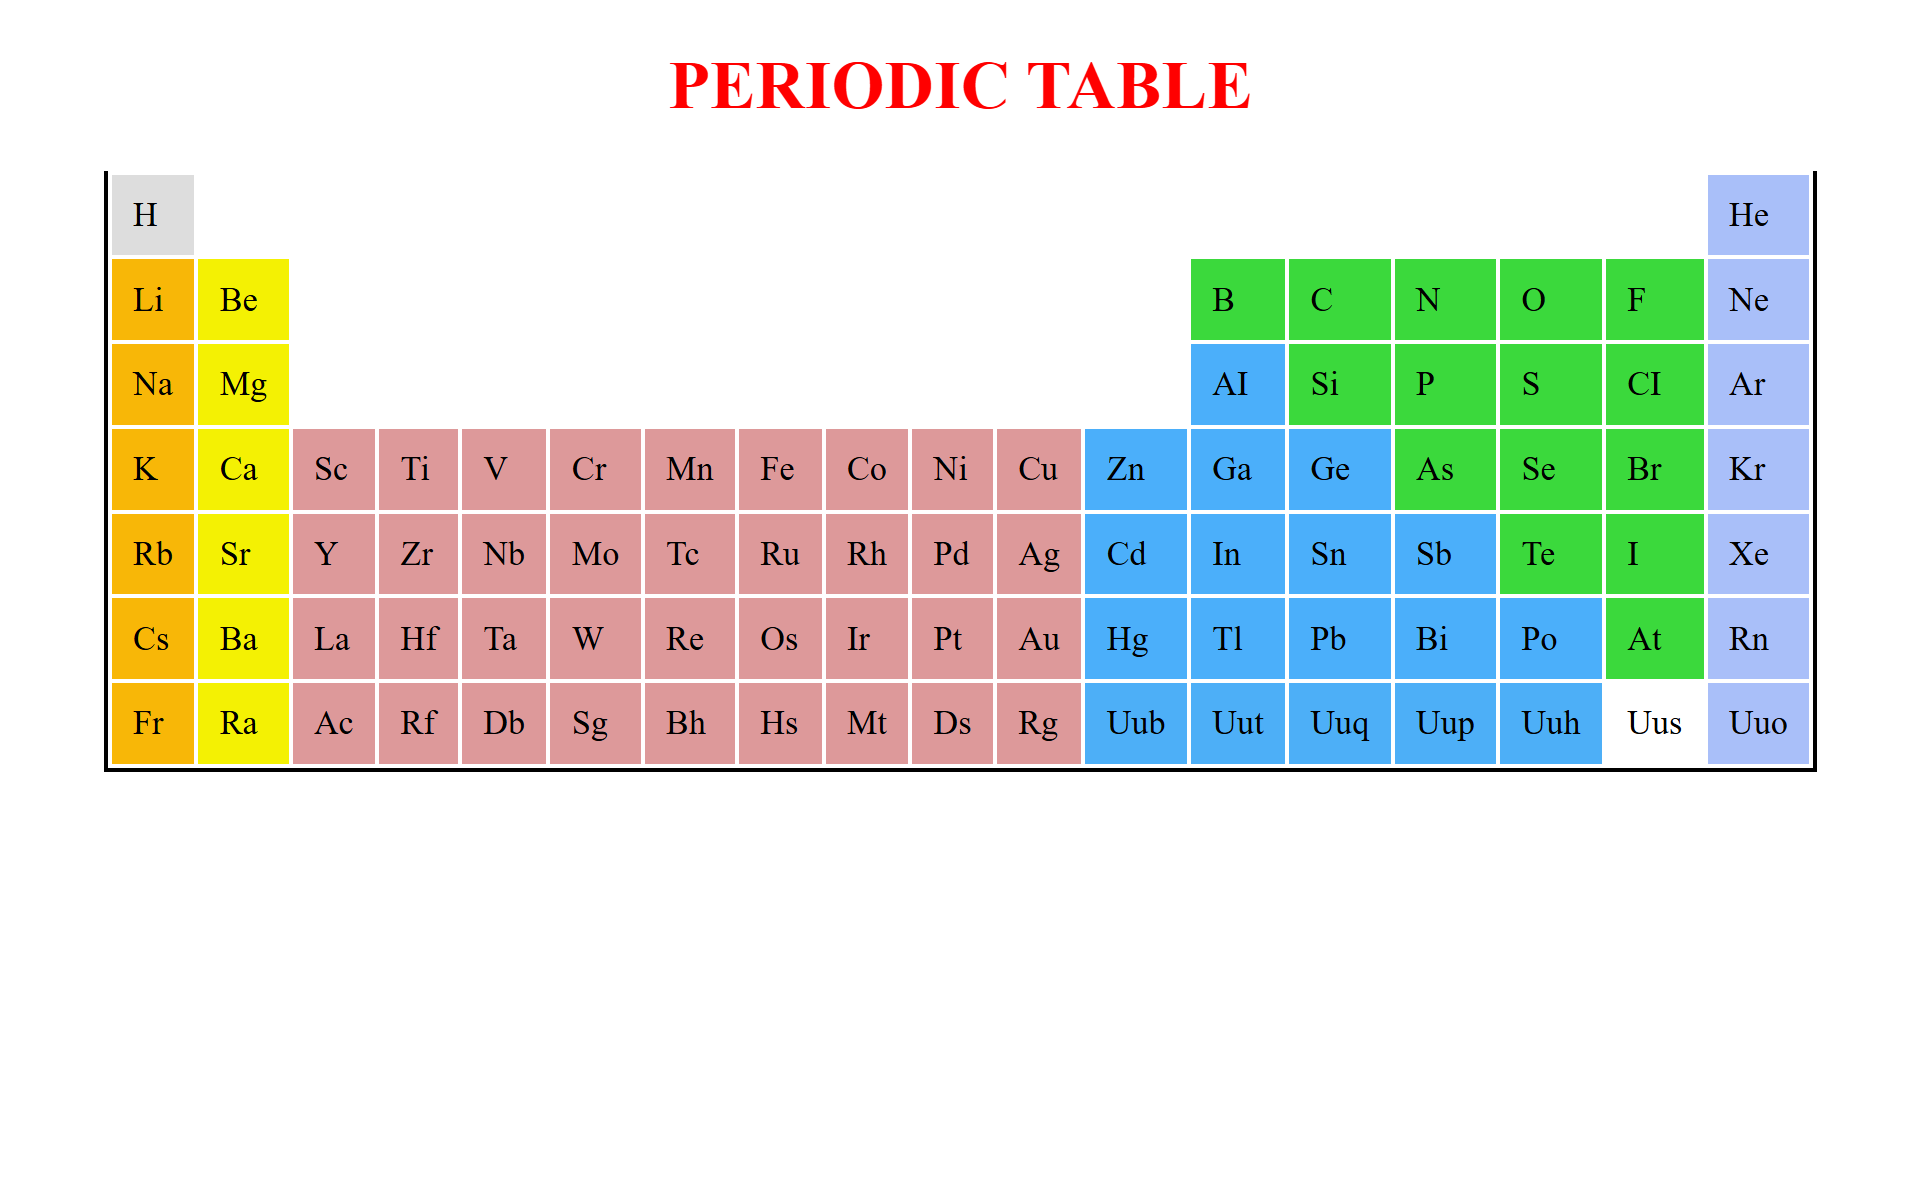 PERIODIC TABLE
H He
Li Be B C N O F Ne
Na Mg AI Si P S CI Ar
K Ca Sc Ti V Cr Mn Fe Co Ni Cu Zn Ga Ge As Se Br Kr
Rb Sr Y Zr Nb Mo Tc Ru Rh Pd Ag Cd In Sn Sb Te I Xe
Cs Ba La Hf Ta W Re Os Ir Pt Au Hg Tl Pb Bi Po At Rn
Fr Ra Ac Rf Db Sg Bh Hs Mt Ds Rg Uub Uut Uuq Uup Uuh Uus Uuo